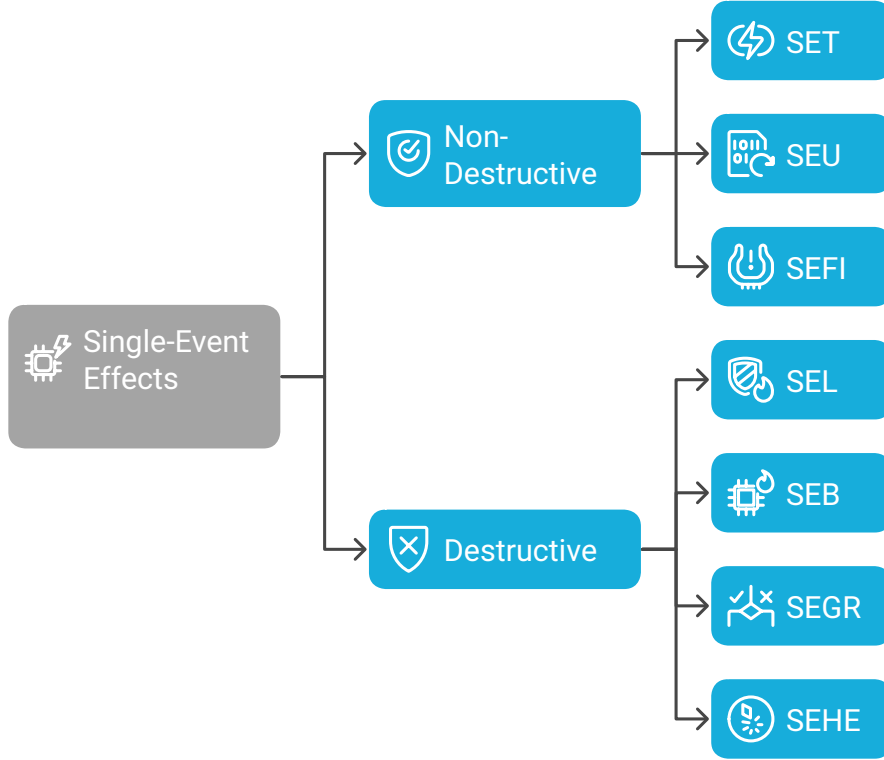 SET
Non-
Destructive
SEU
SEFI
Single-Event
Effects
SEL
SEB
Destructive
SEGR
SEHE